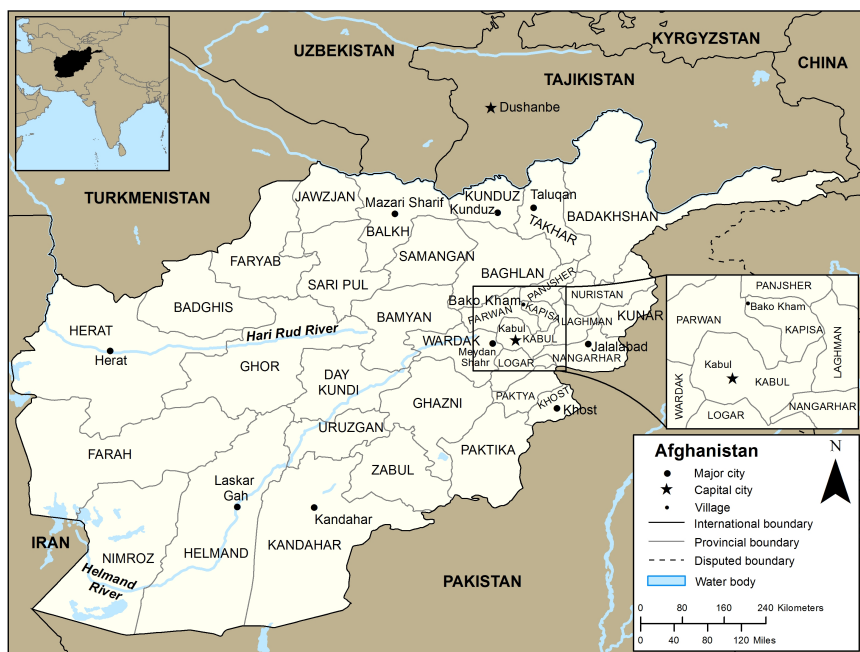 UZBEKISTAN
KYRGYZSTAN
CHINA
TAJIKISTAN
Dushanbe
TURKMENISTAN
JAWZJAN
Mazari Sharif
BALKH
KUNDUZ
Kunduz
Taluqan
TAKHAR
BADAKHSHAN
FARYAB
SAMANGAN
SARI PUL
BAGHLAN
BADGHIS
PANJSHER
Bako Kham
PARWAN
KAPISA
NURISTAN
LAGHMAN
KUNAR
HERAT
Herat
Hari Rud River
BAMYAN
WARDAK
Meydan
Shahr
Kabul
KABUL
LOGAR
Jalalabad
NANGARHAR
GHOR
DAY
KUNDI
GHAZNI
PAKTYA
KHOST
Khost
URUZGAN
FARAH
PAKTIKA
ZABUL
Laskar
Gah
Kandahar
IRAN
NIMROZ
HELMAND
KANDAHAR
Helmand
River
PAKISTAN
PANJSHER
Bako Kham
PARWAN
KAPISA
LAGHMAN
Kabul
KABUL
WARDAK
LOGAR
NANGARHAR
Afghanistan
N
Major city
Capital city
Village
International boundary
Provincial boundary
Disputed boundary
Water body
0 80 160 240 Kilometers
0 40 80 120 Miles